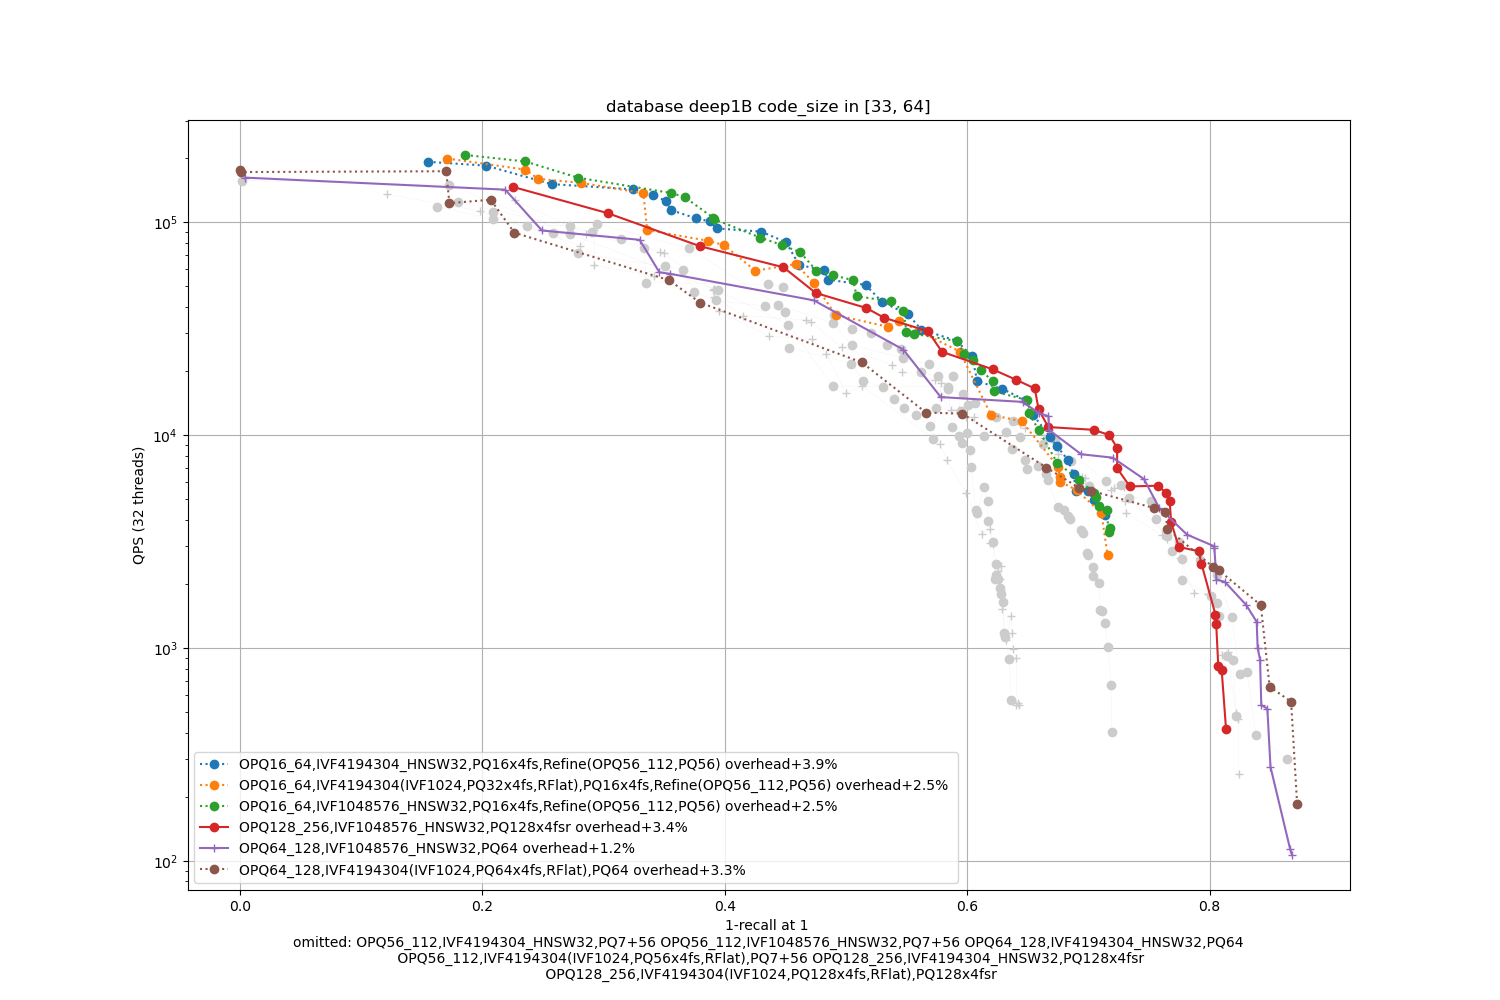 database deep1B code_size in [33, 64]
QPS (32 threads)
10^5
10^4
10^3
10^2
OPQ16_64,IVF4194304_HNSW32,PQ16x4fs,Refine(OPQ56_112,PQ56) overhead+3.9%
OPQ16_64,IVF4194304(IVF1024,PQ32x4fs,RFlat),PQ16x4fs,Refine(OPQ56_112,PQ56) overhead+2.5%
OPQ16_64,IVF1048576_HNSW32,PQ16x4fs,Refine(OPQ56_112,PQ56) overhead+2.5%
OPQ128_256,IVF1048576_HNSW32,PQ128x4fsr overhead+3.4%
OPQ64_128,IVF1048576_HNSW32,PQ64 overhead+1.2%
OPQ64_128,IVF4194304(IVF1024,PQ64x4fs,RFlat),PQ64 overhead+3.3%
0.0 0.2 0.4 0.6 0.8
1-recall at 1
omitted: OPQ56_112,IVF4194304_HNSW32,PQ7+56 OPQ56_112,IVF1048576_HNSW32,PQ7+56 OPQ64_128,IVF4194304_HNSW32,PQ64
OPQ56_112,IVF4194304(IVF1024,PQ56x4fs,RFlat),PQ7+56 OPQ128_256,IVF4194304_HNSW32,PQ128x4fsr
OPQ128_256,IVF4194304(IVF1024,PQ128x4fs,RFlat),PQ128x4fsr